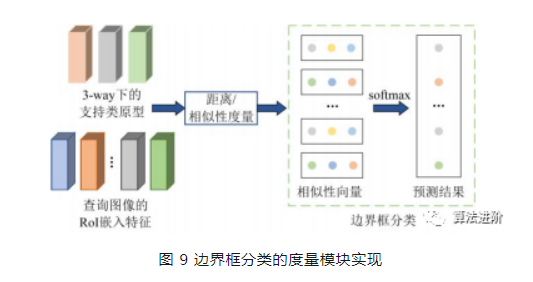 3-way下的
支持类原型
距离/
相似性度量
softmax
...
...
相似性向量
预测结果
查询图像的
RoI嵌入特征
边界框分类
算法进阶
图 9 边界框分类的度量模块实现